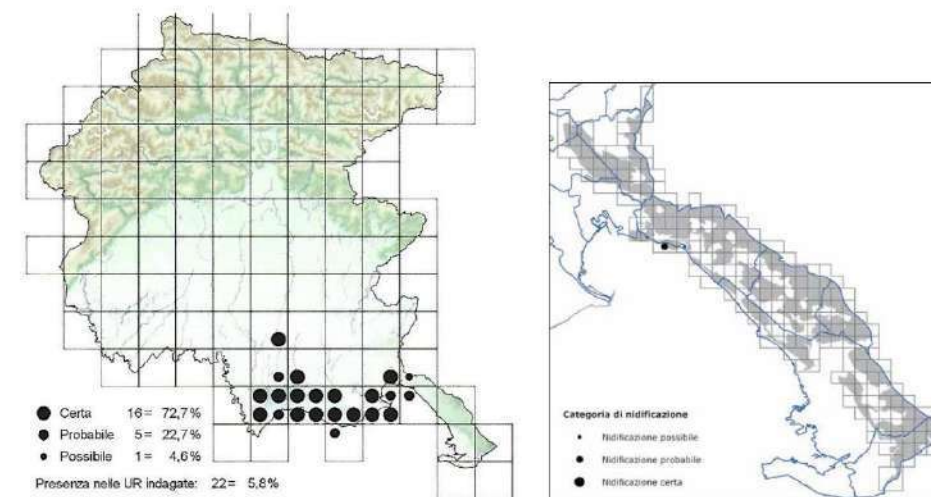 Certa 16 = 72,7%
Probabile 5 = 22,7%
Possibile 1 = 4,6%
Presenza nelle UR indagate: 22 = 5,8%
Categoria di nidificazione
Nidificazione possibile
Nidificazione probabile
Nidificazione certa